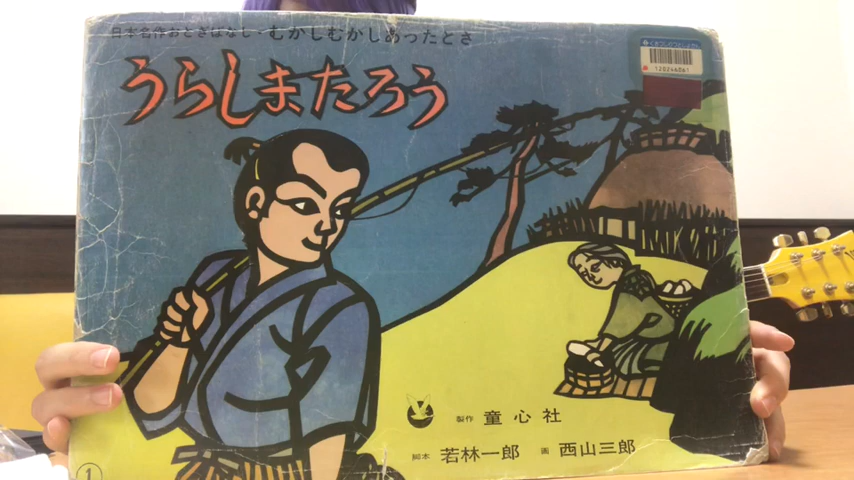 日本名作おとぎばなし・むかしむかしあったとさ
うらしまたろう
製作 童心社
脚本 若林一郎 画 西山三郎
①